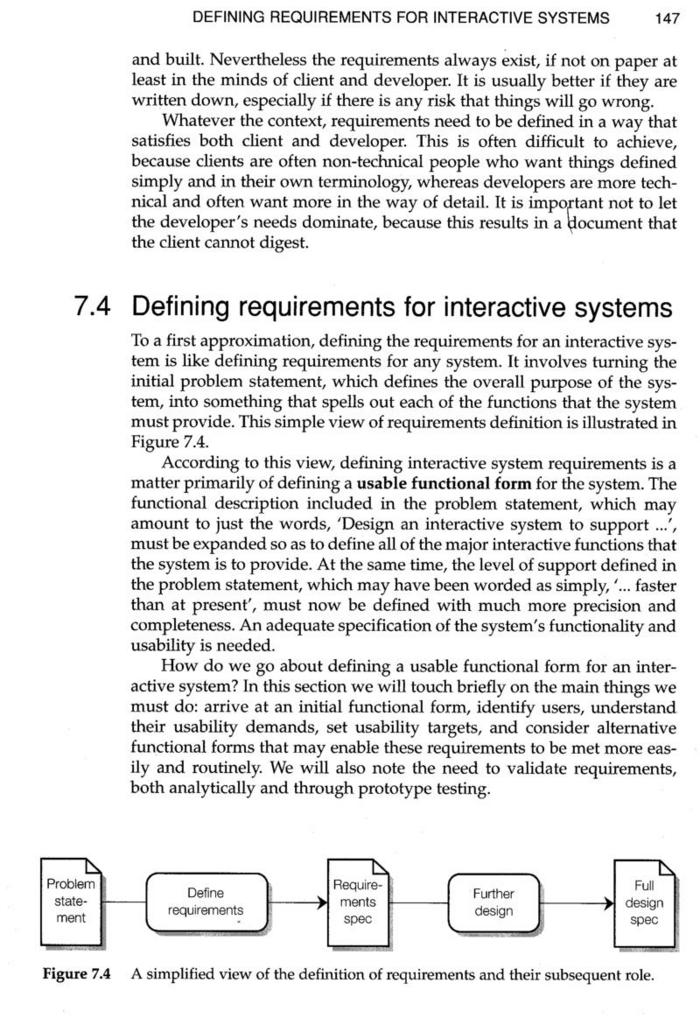 DEFINING REQUIREMENTS FOR INTERACTIVE SYSTEMS 147
and built. Nevertheless the requirements always exist, if not on paper at
least in the minds of client and developer. It is usually better if they are
written down, especially if there is any risk that things will go wrong.
Whatever the context, requirements need to be defined in a way that
satisfies both client and developer. This is often difficult to achieve,
because clients are often non-technical people who want things defined
simply and in their own terminology, whereas developers are more tech-
nical and often want more in the way of detail. It is important not to let
the developer's needs dominate, because this results in a document that
the client cannot digest.
7.4 Defining requirements for interactive systems
To a first approximation, defining the requirements for an interactive sys-
tem is like defining requirements for any system. It involves turning the
initial problem statement, which defines the overall purpose of the sys-
tem, into something that spells out each of the functions that the system
must provide. This simple view of requirements definition is illustrated in
Figure 7.4.
According to this view, defining interactive system requirements is a
matter primarily of defining a usable functional form for the system. The
functional description included in the problem statement, which may
amount to just the words, 'Design an interactive system to support ...',
must be expanded so as to define all of the major interactive functions that
the system is to provide. At the same time, the level of support defined in
the problem statement, which may have been worded as simply, '... faster
than at present', must now be defined with much more precision and
completeness. An adequate specification of the system's functionality and
usability is needed.
How do we go about defining a usable functional form for an inter-
active system? In this section we will touch briefly on the main things we
must do: arrive at an initial functional form, identify users, understand
their usability demands, set usability targets, and consider alternative
functional forms that may enable these requirements to be met more eas-
ily and routinely. We will also note the need to validate requirements,
both analytically and through prototype testing.
Problem
state-
ment
Define
requirements
Require-
ments
spec
Further
design
Full
design
spec
Figure 7.4 A simplified view of the definition of requirements and their subsequent role.